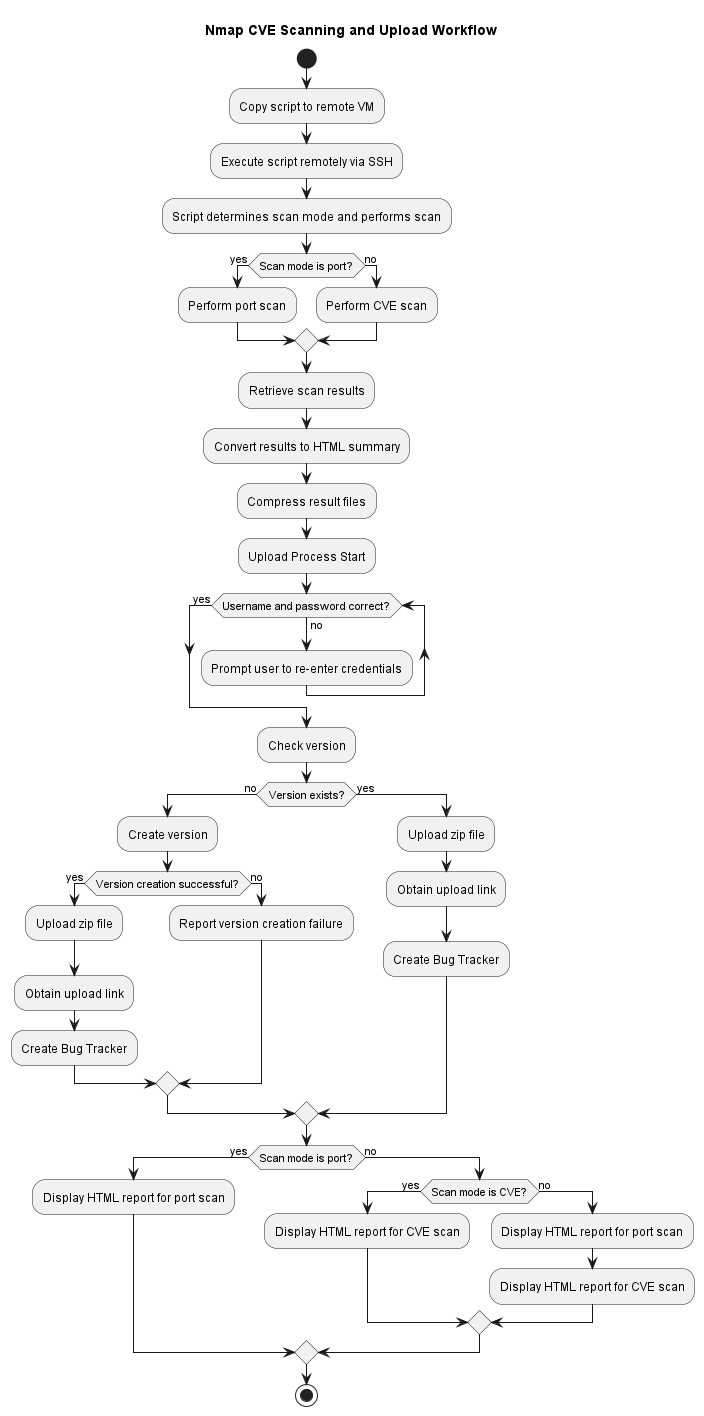 Nmap CVE Scanning and Upload Workflow
Copy script to remote VM
Execute script remotely via SSH
Script determines scan mode and performs scan
yes
Scan mode is port?
no
Perform port scan
Perform CVE scan
Retrieve scan results
Convert results to HTML summary
Compress result files
Upload Process Start
yes
Username and password correct?
no
Prompt user to re-enter credentials
Check version
no
Version exists?
yes
Create version
Upload zip file
yes
Version creation successful?
no
Obtain upload link
Upload zip file
Report version creation failure
Create Bug Tracker
Obtain upload link
Create Bug Tracker
yes
Scan mode is port?
no
Display HTML report for port scan
yes
Scan mode is CVE?
no
Display HTML report for CVE scan
Display HTML report for port scan
Display HTML report for CVE scan